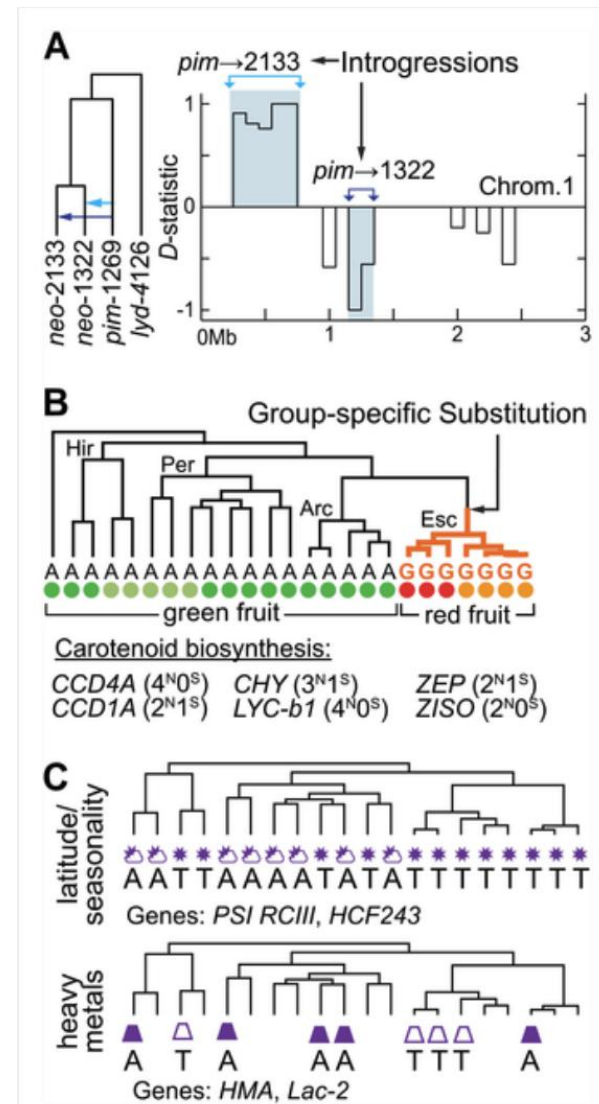 A
pim→2133 ←Introgressions
pim→1322
Chrom.1
D-statistic
1
0
-1
0Mb 1 2 3
neo-2133
neo-1322
pim-1269
lyd-4126
B
Group-specific Substitution
Hir
Per
Arc
Esc
A A A A A A A A A A A A A A A A A A G G G G G G G
green fruit red fruit
Carotenoid biosynthesis:
CCD4A (4ᴺ0ˢ) CHY (3ᴺ1ˢ) ZEP (2ᴺ1ˢ)
CCD1A (2ᴺ1ˢ) LYC-b1 (4ᴺ0ˢ) ZISO (2ᴺ0ˢ)
C
latitude/
seasonality
A A T T A A A A T A T A T T T T T T T T
Genes: PSI RCIII, HCF243
heavy
metals
A T A A A T T T A
Genes: HMA, Lac-2